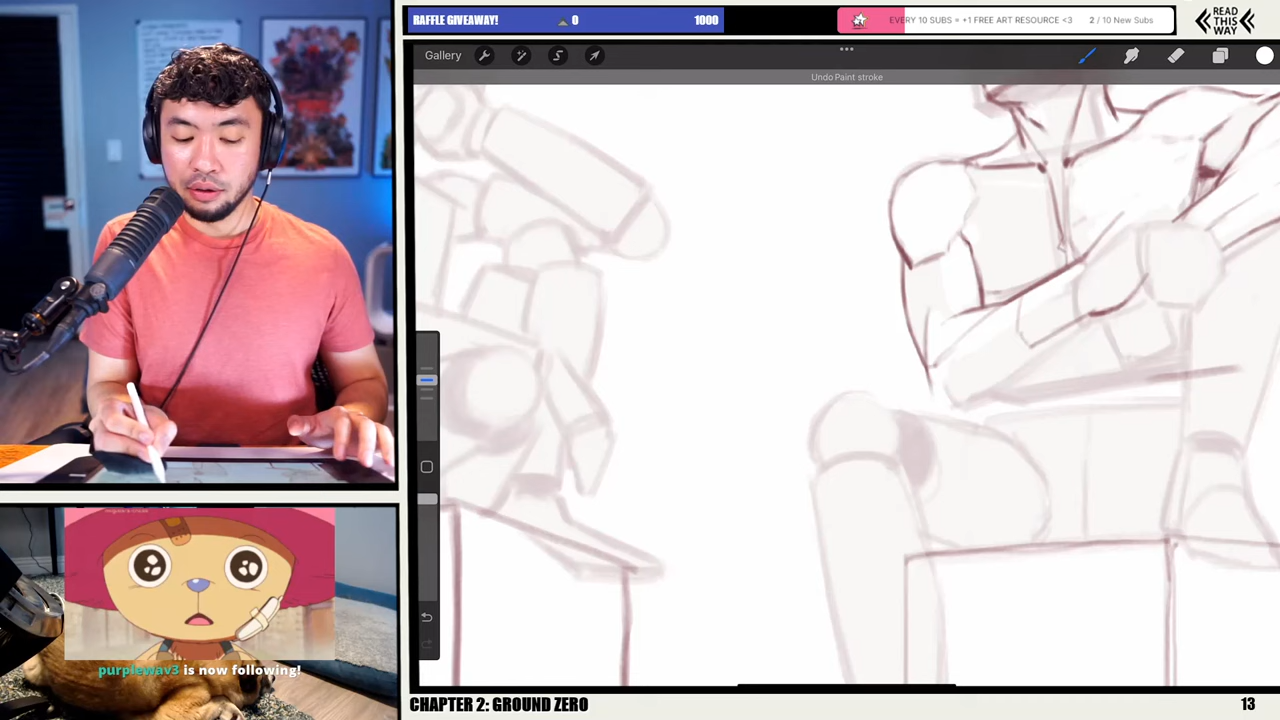 RAFFLE GIVEAWAY!
0
1000
EVERY 10 SUBS = +1 FREE ART RESOURCE <3
2 / 10 New Subs
READ
THIS
WAY
Gallery
Undo Paint stroke
purplewav3 is now following!
CHAPTER 2: GROUND ZERO
13